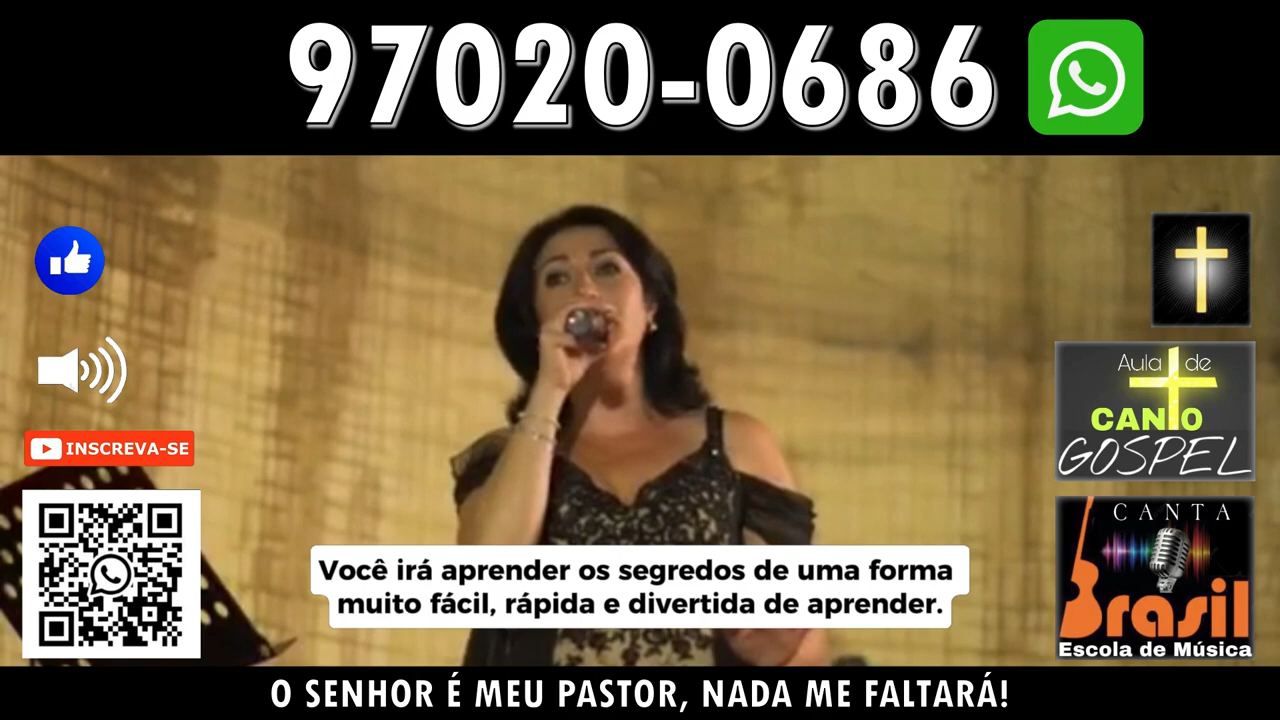 97020-0686
INSCREVA-SE
Aula de
CANTO
GOSPEL
CANTA
Brasil
Escola de Música
Você irá aprender os segredos de uma forma
muito fácil, rápida e divertida de aprender.
O SENHOR É MEU PASTOR, NADA ME FALTARÁ!